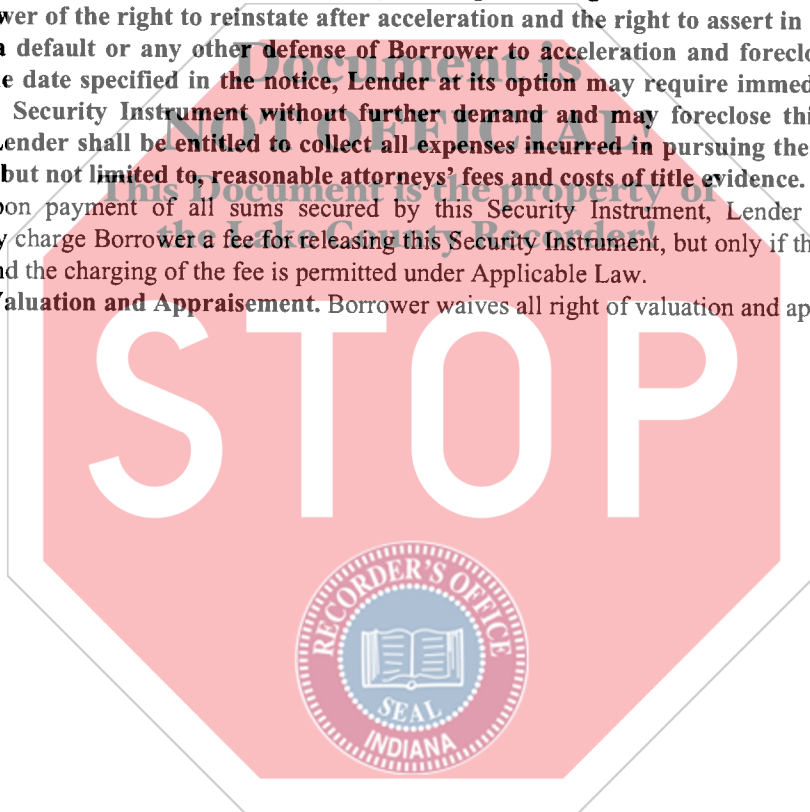 wer of the right to reinstate after acceleration and the right to assert in
a default or any other defense of Borrower to acceleration and foreclo
e date specified in the notice, Lender at its option may require immed
Security Instrument without further demand and may foreclose thi
Lender shall be entitled to collect all expenses incurred in pursuing the
but not limited to, reasonable attorneys' fees and costs of title evidence.
pon payment of all sums secured by this Security Instrument, Lender
y charge Borrower a fee for releasing this Security Instrument, but only if th
nd the charging of the fee is permitted under Applicable Law.
Valuation and Appraisement. Borrower waives all right of valuation and ap
Document is
NOT OFFICIAL
This Document is the property of
the Lake County Recorder!
STOP
RECORDER'S OFFICE
SEAL
INDIANA